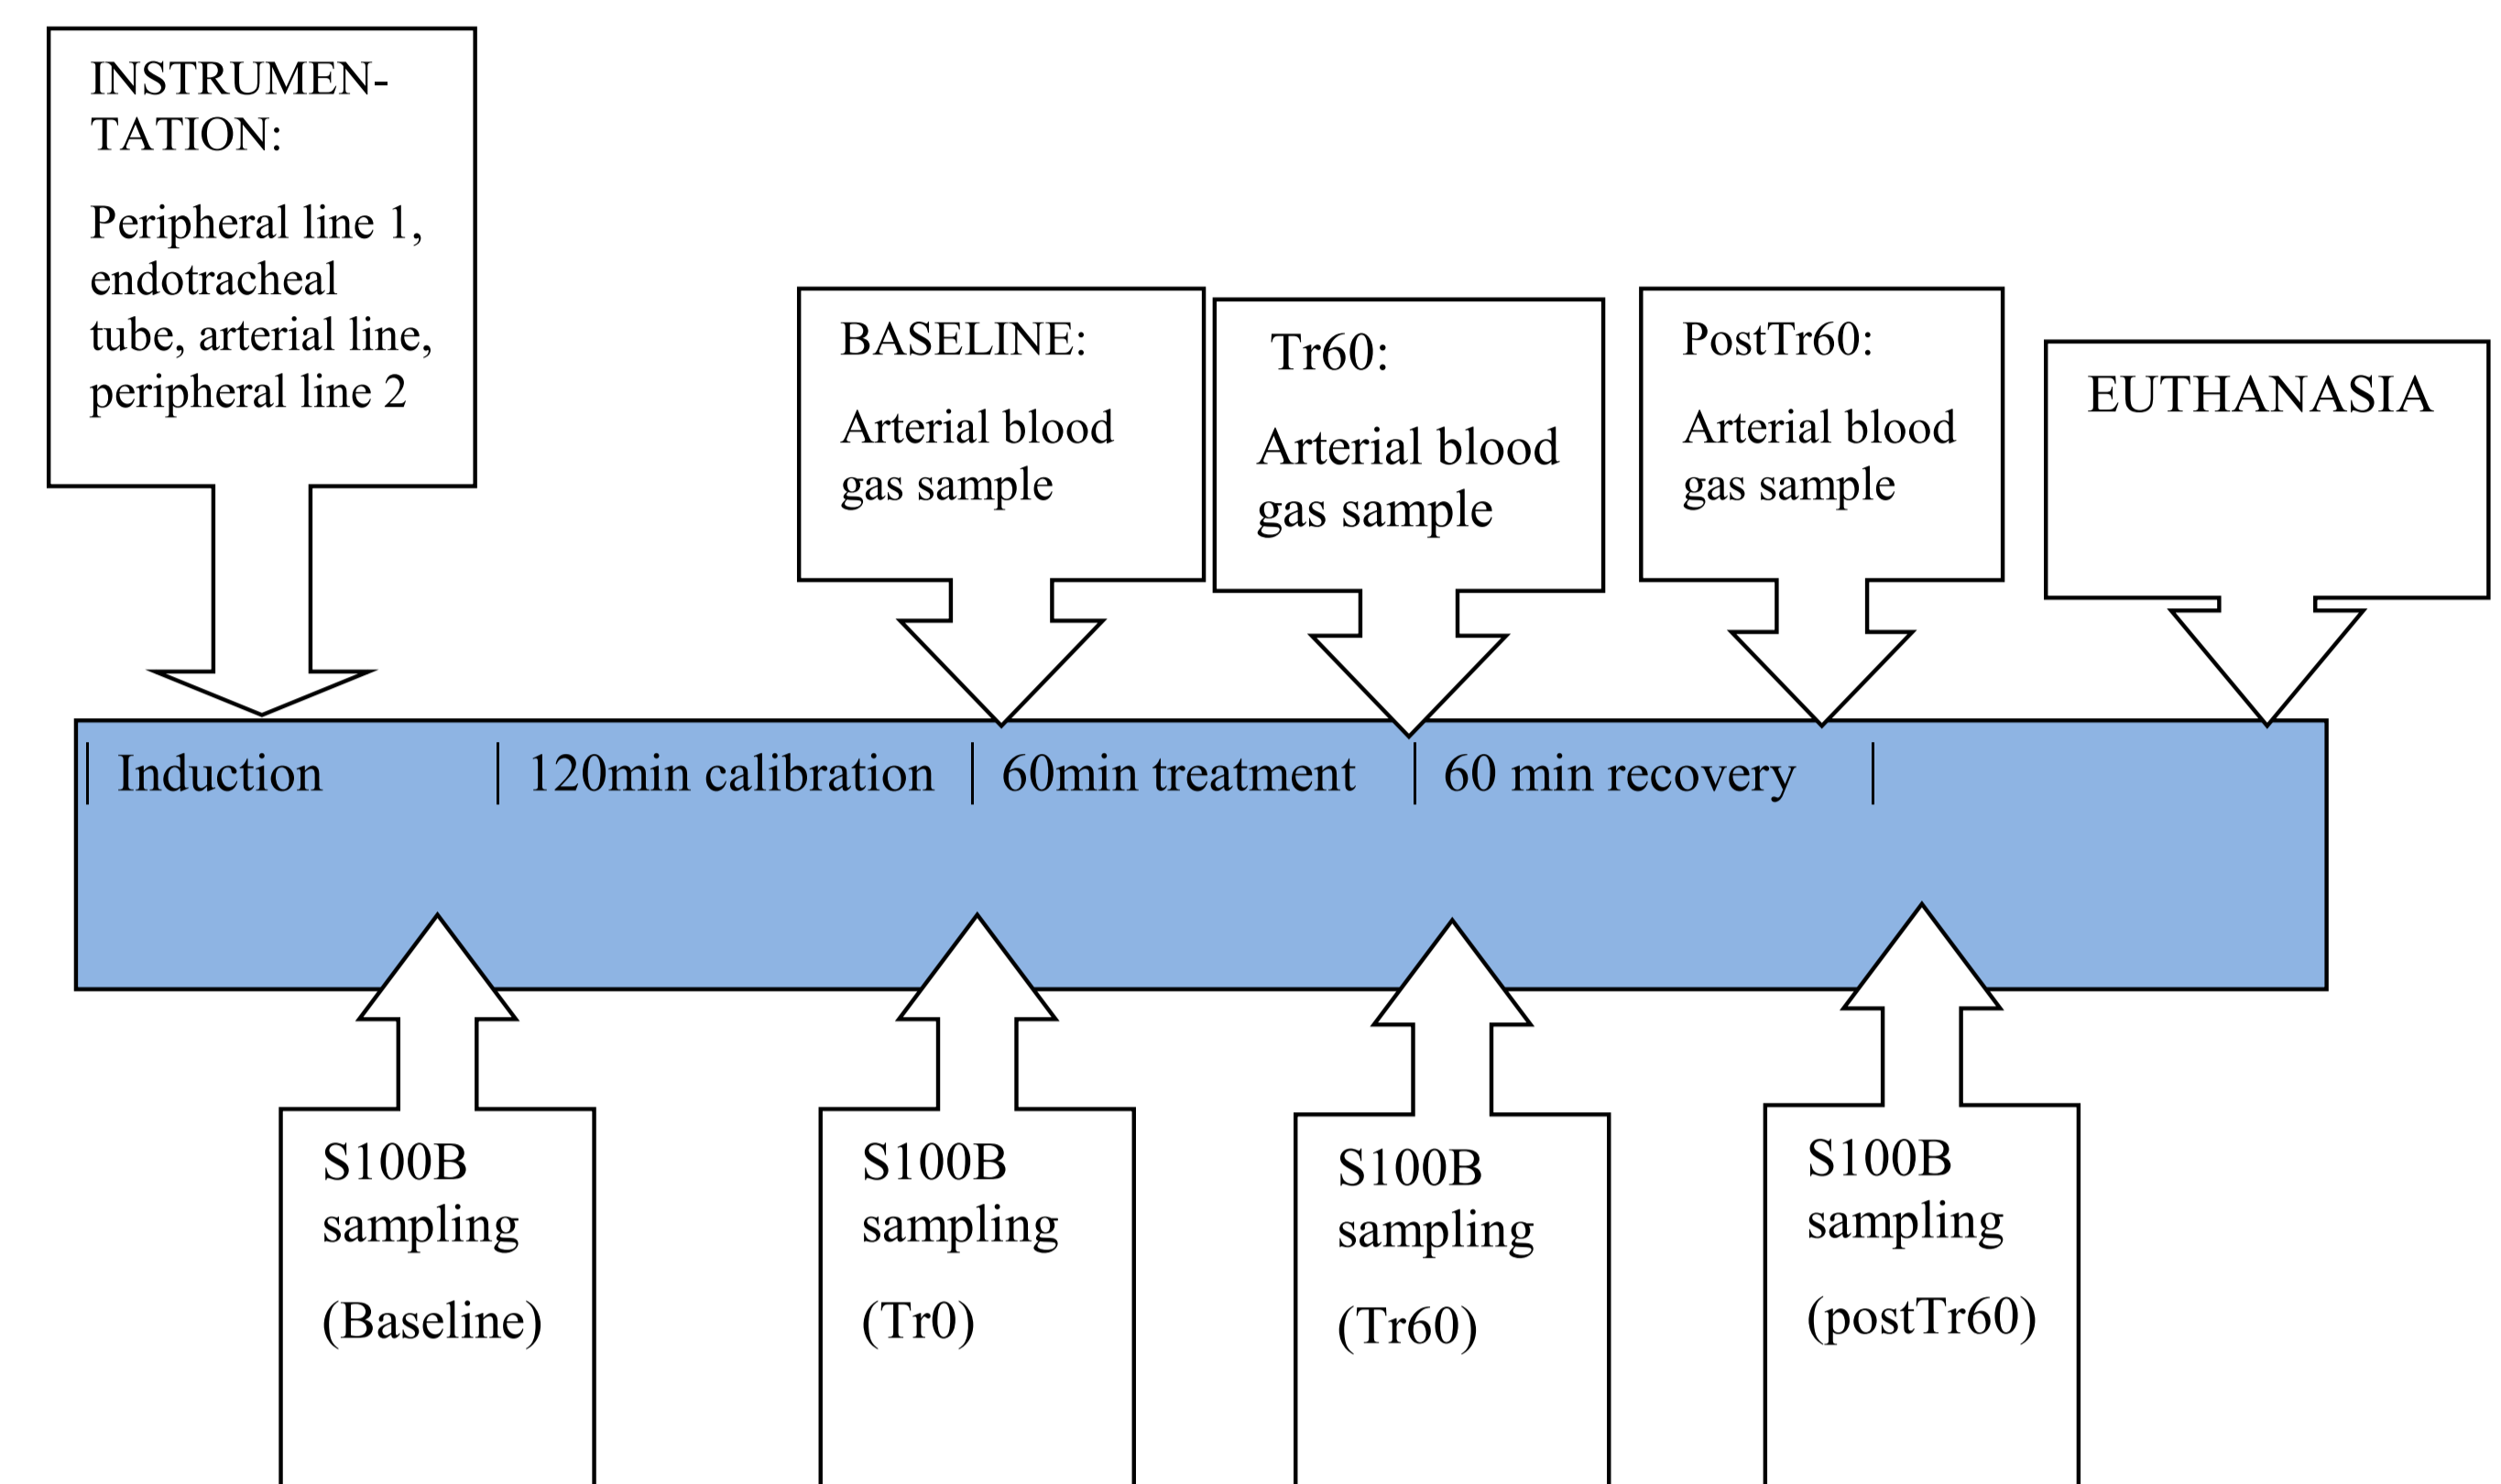 INSTRUMEN-
TATION:
Peripheral line 1,
endotracheal
tube, arterial line,
peripheral line 2
BASELINE:
Arterial blood
gas sample
Tr60:
Arterial blood
gas sample
PostTr60:
Arterial blood
gas sample
EUTHANASIA
| Induction | 120min calibration | 60min treatment | 60 min recovery |
S100B
sampling
(Baseline)
S100B
sampling
(Tr0)
S100B
sampling
(Tr60)
S100B
sampling
(postTr60)